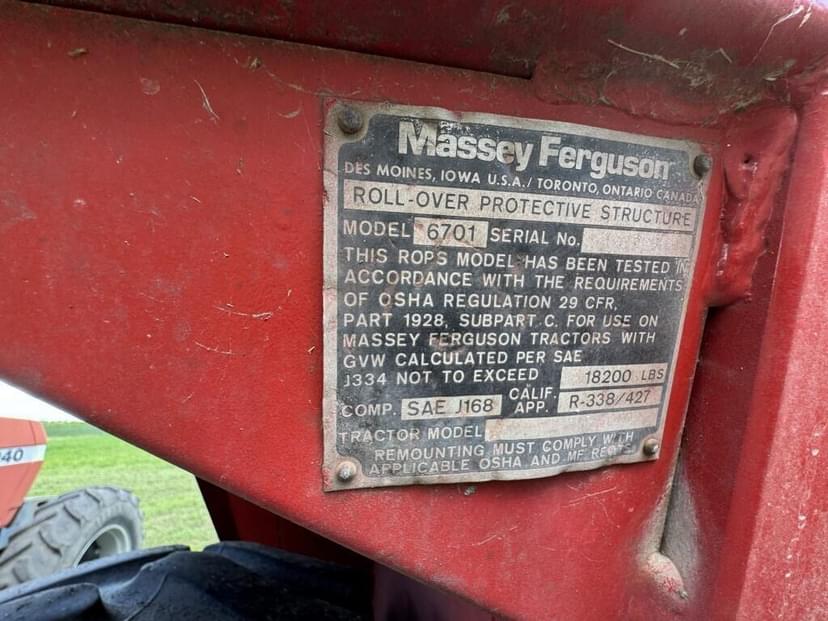 Massey Ferguson
DES MOINES, IOWA U.S.A./ TORONTO, ONTARIO CANADA
ROLL-OVER PROTECTIVE STRUCTURE
MODEL 6701 SERIAL No.
THIS ROPS MODEL HAS BEEN TESTED IN
ACCORDANCE WITH THE REQUIREMENTS
OF OSHA REGULATION 29 CFR,
PART 1928, SUBPART C. FOR USE ON
MASSEY FERGUSON TRACTORS WITH
GVW CALCULATED PER SAE
J334 NOT TO EXCEED 18200 LBS
COMP. SAE J168 CALIF. APP. R-338/427
TRACTOR MODEL
REMOUNTING MUST COMPLY WITH
APPLICABLE OSHA AND MF. REG'S
40